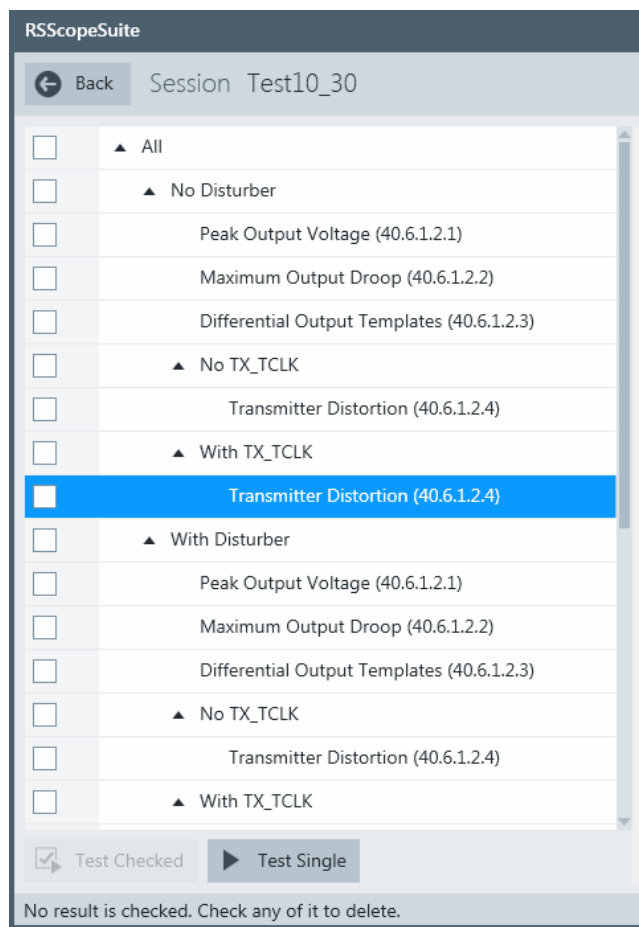 RSScopeSuite
Back Session Test10_30
All
No Disturber
Peak Output Voltage (40.6.1.2.1)
Maximum Output Droop (40.6.1.2.2)
Differential Output Templates (40.6.1.2.3)
No TX_TCLK
Transmitter Distortion (40.6.1.2.4)
With TX_TCLK
Transmitter Distortion (40.6.1.2.4)
With Disturber
Peak Output Voltage (40.6.1.2.1)
Maximum Output Droop (40.6.1.2.2)
Differential Output Templates (40.6.1.2.3)
No TX_TCLK
Transmitter Distortion (40.6.1.2.4)
With TX_TCLK
Test Checked Test Single
No result is checked. Check any of it to delete.